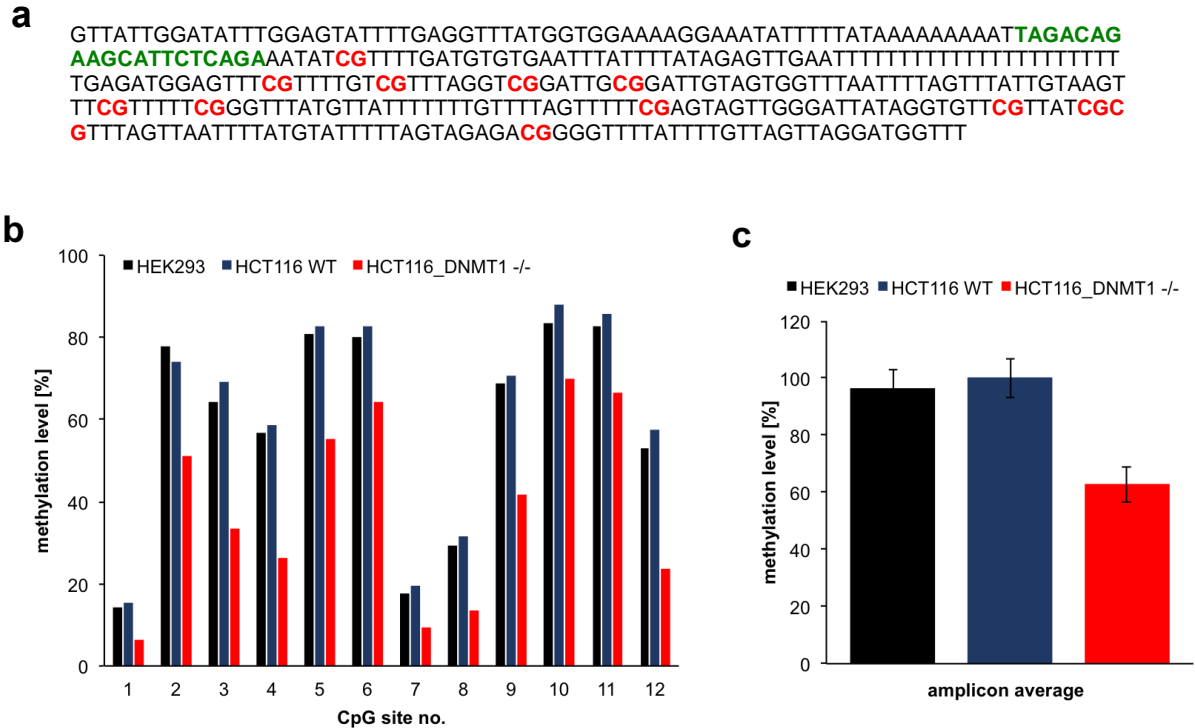 a
GTTATTGGATATTTGGAGTATTTTGAGGTTTATGGTGGAAAAGGAAATATTTTTATAAAAAAAAATTAGACAG
AAGCATTCTCAGAAATATCGTTTTGATGTGTGAATTTATTTTATAGAGTTGAATTTTTTTTTTTTTTTTTTTTTT
TGAGATGGAGTTTCGTTTTGTCGTTTAGGTCGGATTGCGGATTGTAGTGGTTTAATTTTAGTTTATTGTAAGT
TTCGTTTTTCGGGTTTATGTTATTTTTTTGTTTTAGTTTTTCGAGTAGTTGGGATTATAGGTGTTCGTTATCGC
GTTTAGTTAATTTTATGTATTTTTAGTAGAGACGGGGTTTTATTTTGTTAGTTAGGATGGTTT
b
HEK293 HCT116 WT HCT116_DNMT1 -/-
methylation level [%]
100
80
60
40
20
0
1 2 3 4 5 6 7 8 9 10 11 12
CpG site no.
c
HEK293 HCT116 WT HCT116_DNMT1 -/-
methylation level [%]
120
100
80
60
40
20
0
amplicon average